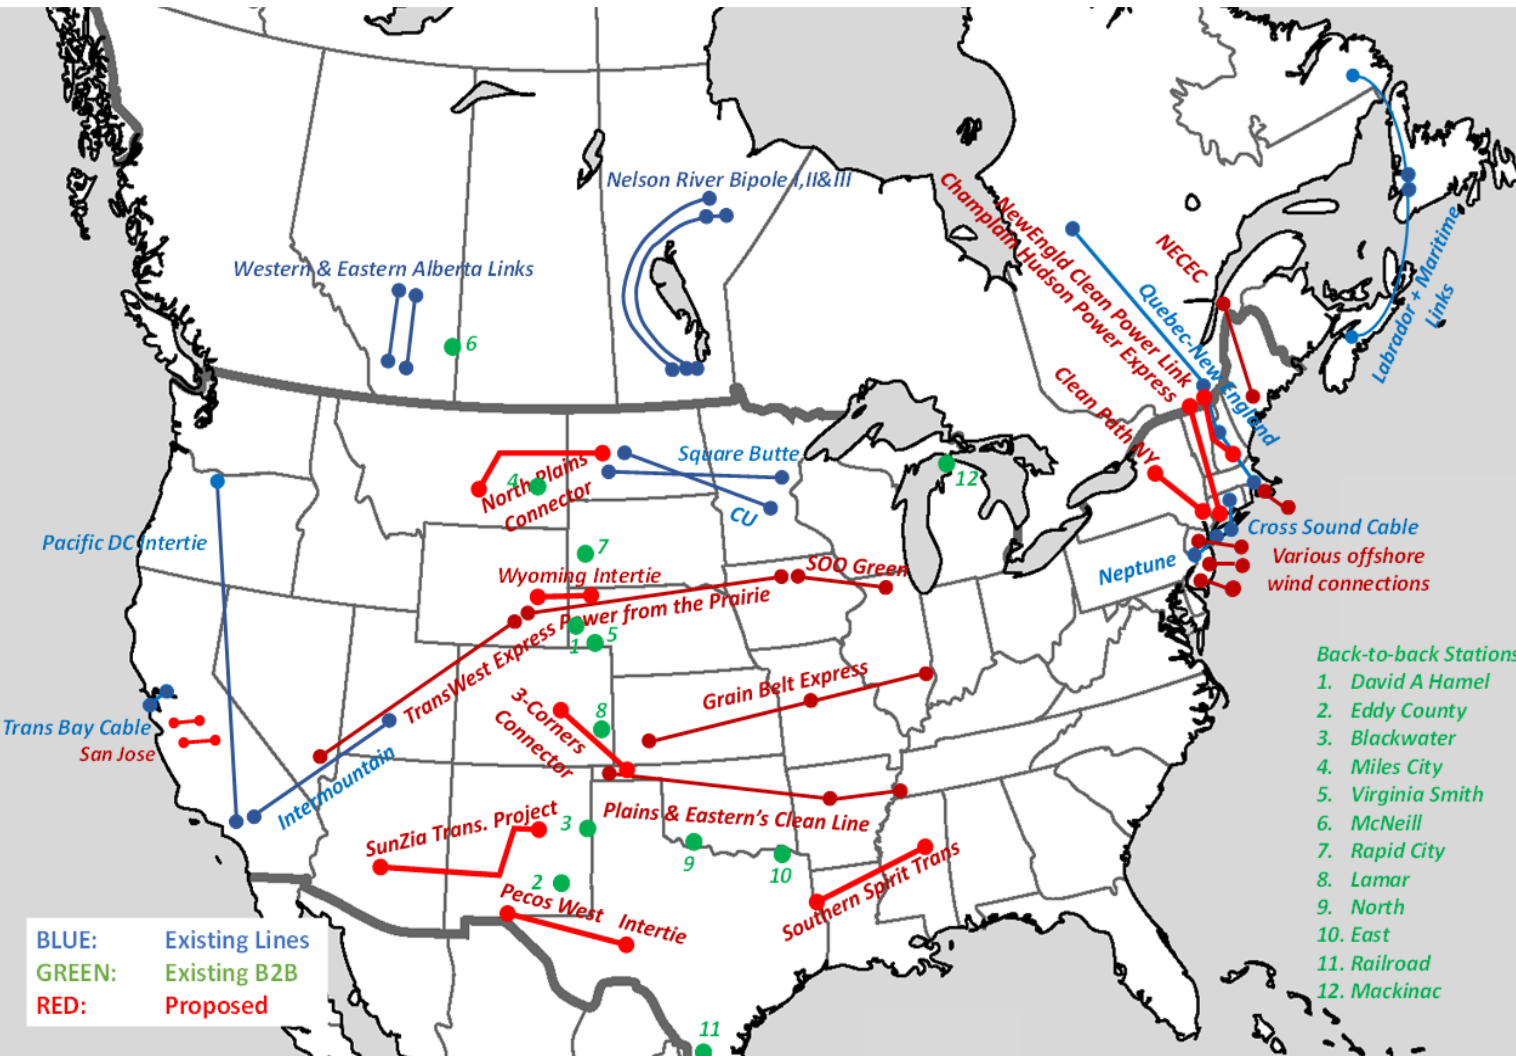 Nelson River Bipole I,II&III
Western & Eastern Alberta Links
6
Champlain Hudson Power Express
NewEngld Clean Power Link
NECEC
Quebec-New England
Labrador + Maritime
Links
Clean Path NY
Square Butte
CU
North Plains
Connector
4
12
Pacific DC Intertie
7
Wyoming Intertie
SOO Green
Cross Sound Cable
Various offshore
wind connections
Neptune
Power from the Prairie
TransWest Express
1
5
Grain Belt Express
3-Corners
Connector
8
Trans Bay Cable
San Jose
Intermountain
Plains & Eastern's Clean Line
SunZia Trans. Project
3
9
10
2
Pecos West Intertie
Southern Spirit Trans
11
Back-to-back Stations
1. David A Hamel
2. Eddy County
3. Blackwater
4. Miles City
5. Virginia Smith
6. McNeill
7. Rapid City
8. Lamar
9. North
10. East
11. Railroad
12. Mackinac
BLUE: Existing Lines
GREEN: Existing B2B
RED: Proposed